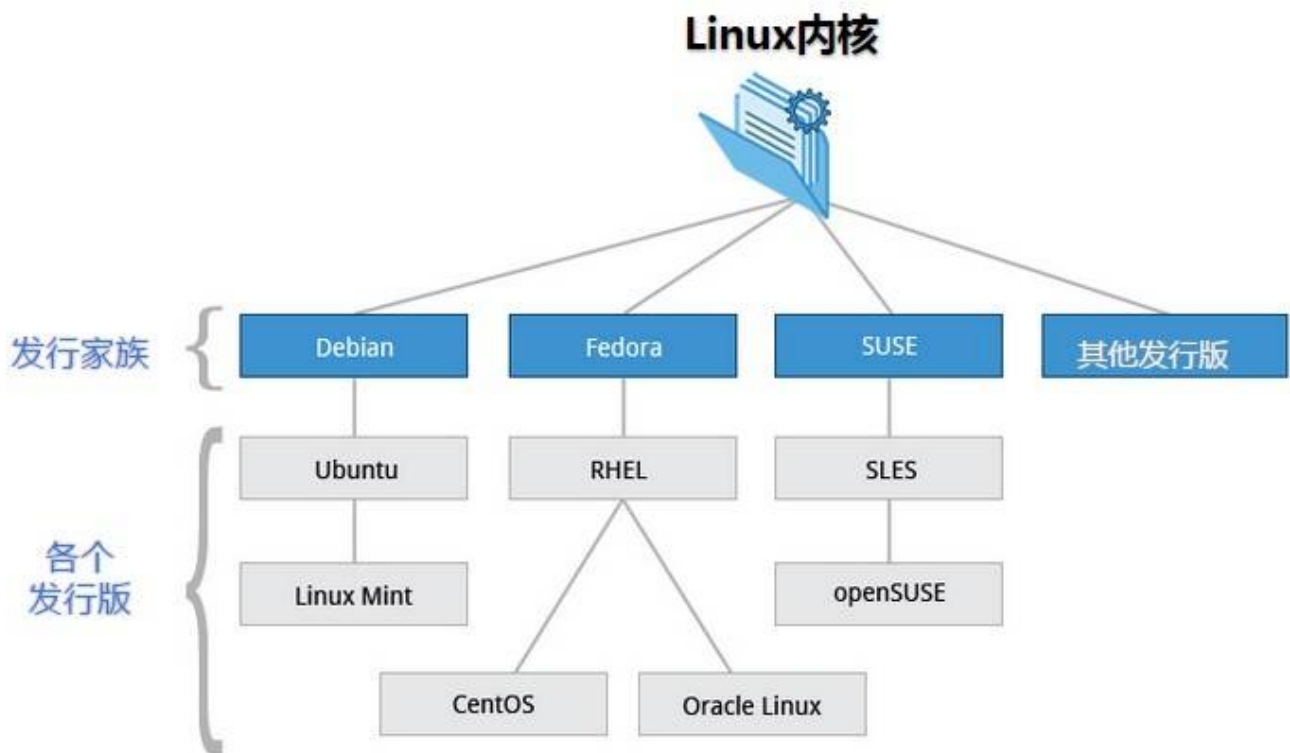 Linux内核
发行家族
Debian
Fedora
SUSE
其他发行版
各个
发行版
Ubuntu
RHEL
SLES
Linux Mint
openSUSE
CentOS
Oracle Linux